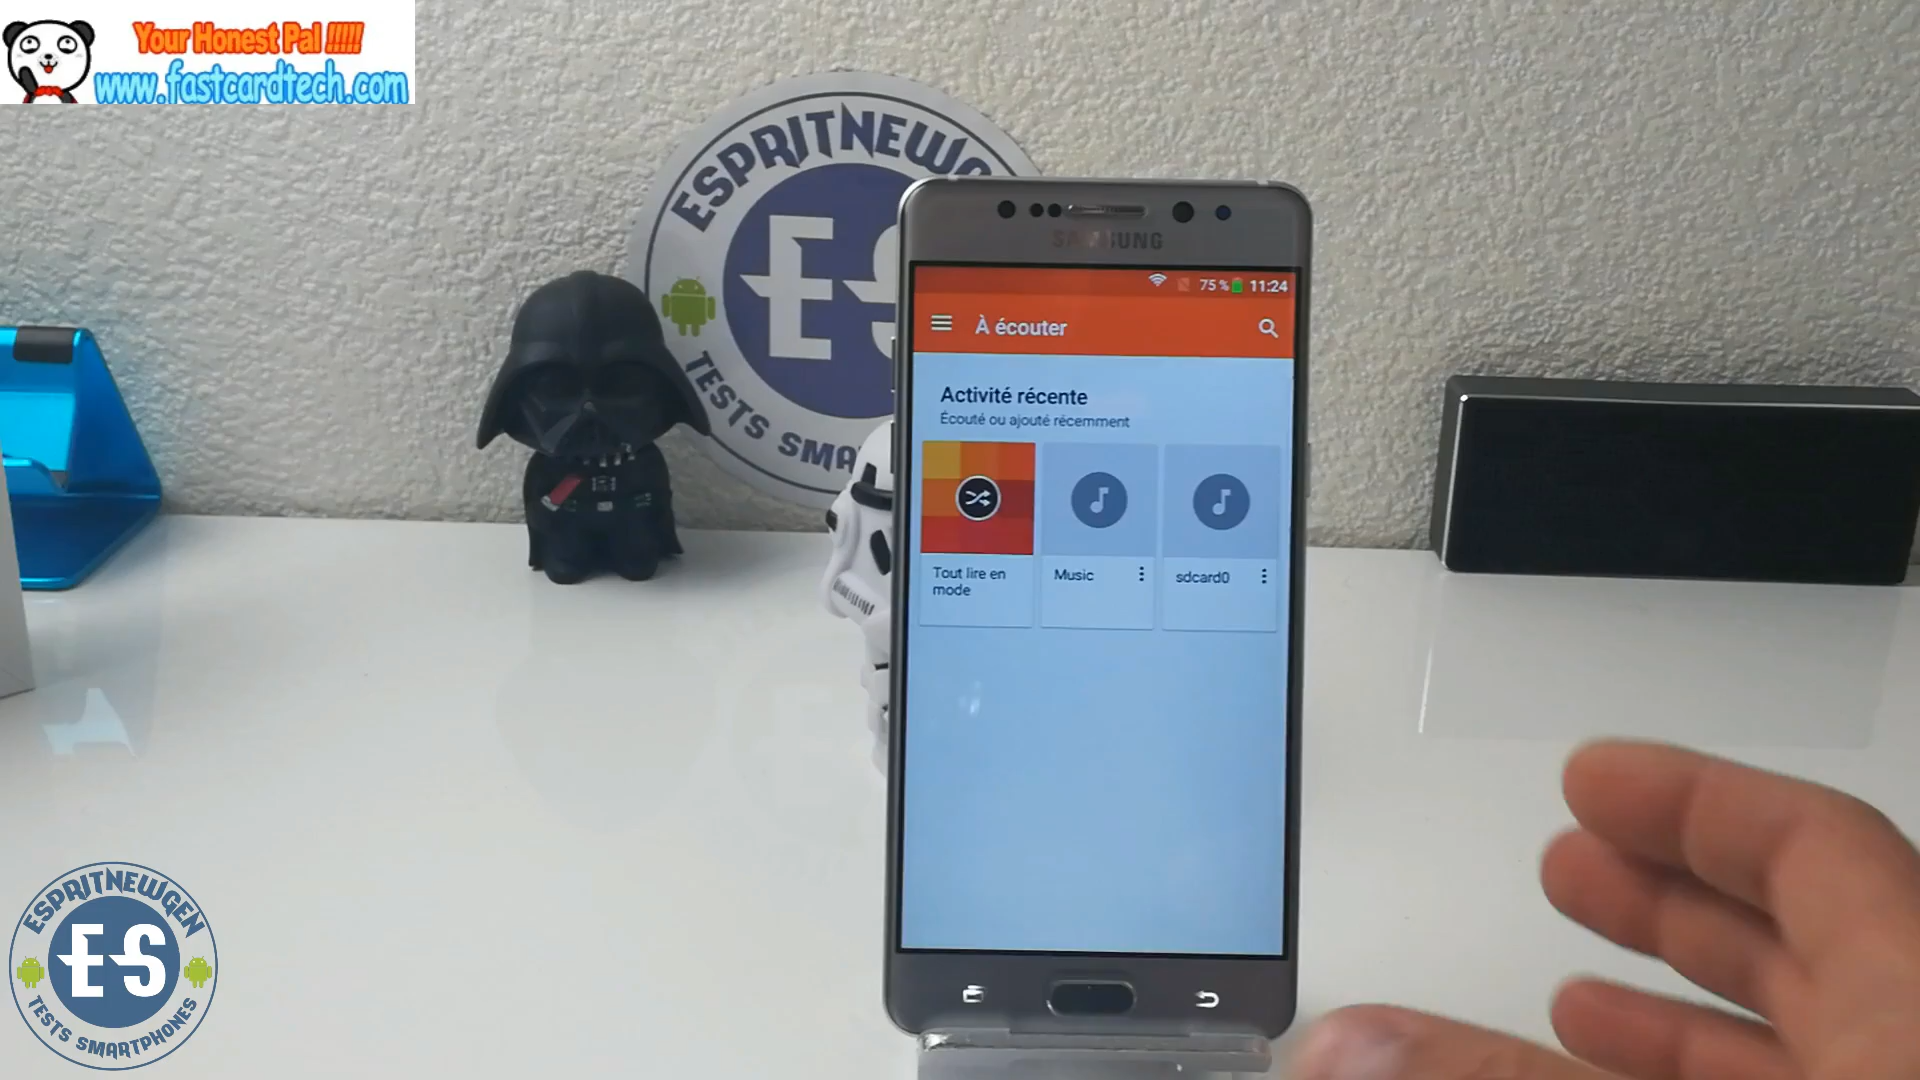 Your Honest Pal !!!!!
www.fastcardtech.com
ESPRITNEWG
ES
TESTS SMA
SAMSUNG
75 % 11:24
À écouter
Activité récente
Écouté ou ajouté récemment
Tout lire en
mode
Music
sdcard0
ESPRITNEWGEN
ES
TESTS SMARTPHONES